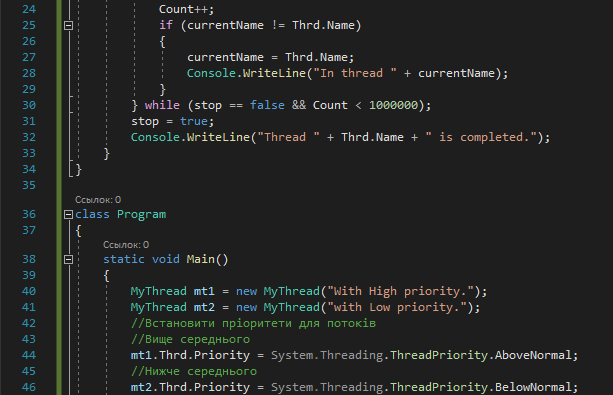 24 Count++;
25 if (currentName != Thrd.Name)
26 {
27 currentName = Thrd.Name;
28 Console.WriteLine("In thread " + currentName);
29 }
30 } while (stop == false && Count < 1000000);
31 stop = true;
32 Console.WriteLine("Thread " + Thrd.Name + " is completed.");
33 }
34 }
35
Ссылок: 0
36 class Program
37 {
Ссылок: 0
38 static void Main()
39 {
40 MyThread mt1 = new MyThread("With High priority.");
41 MyThread mt2 = new MyThread("with Low priority.");
42 //Встановити пріоритети для потоків
43 //Вище середнього
44 mt1.Thrd.Priority = System.Threading.ThreadPriority.AboveNormal;
45 //Нижче середнього
46 mt2.Thrd.Priority = System.Threading.ThreadPriority.BelowNormal;